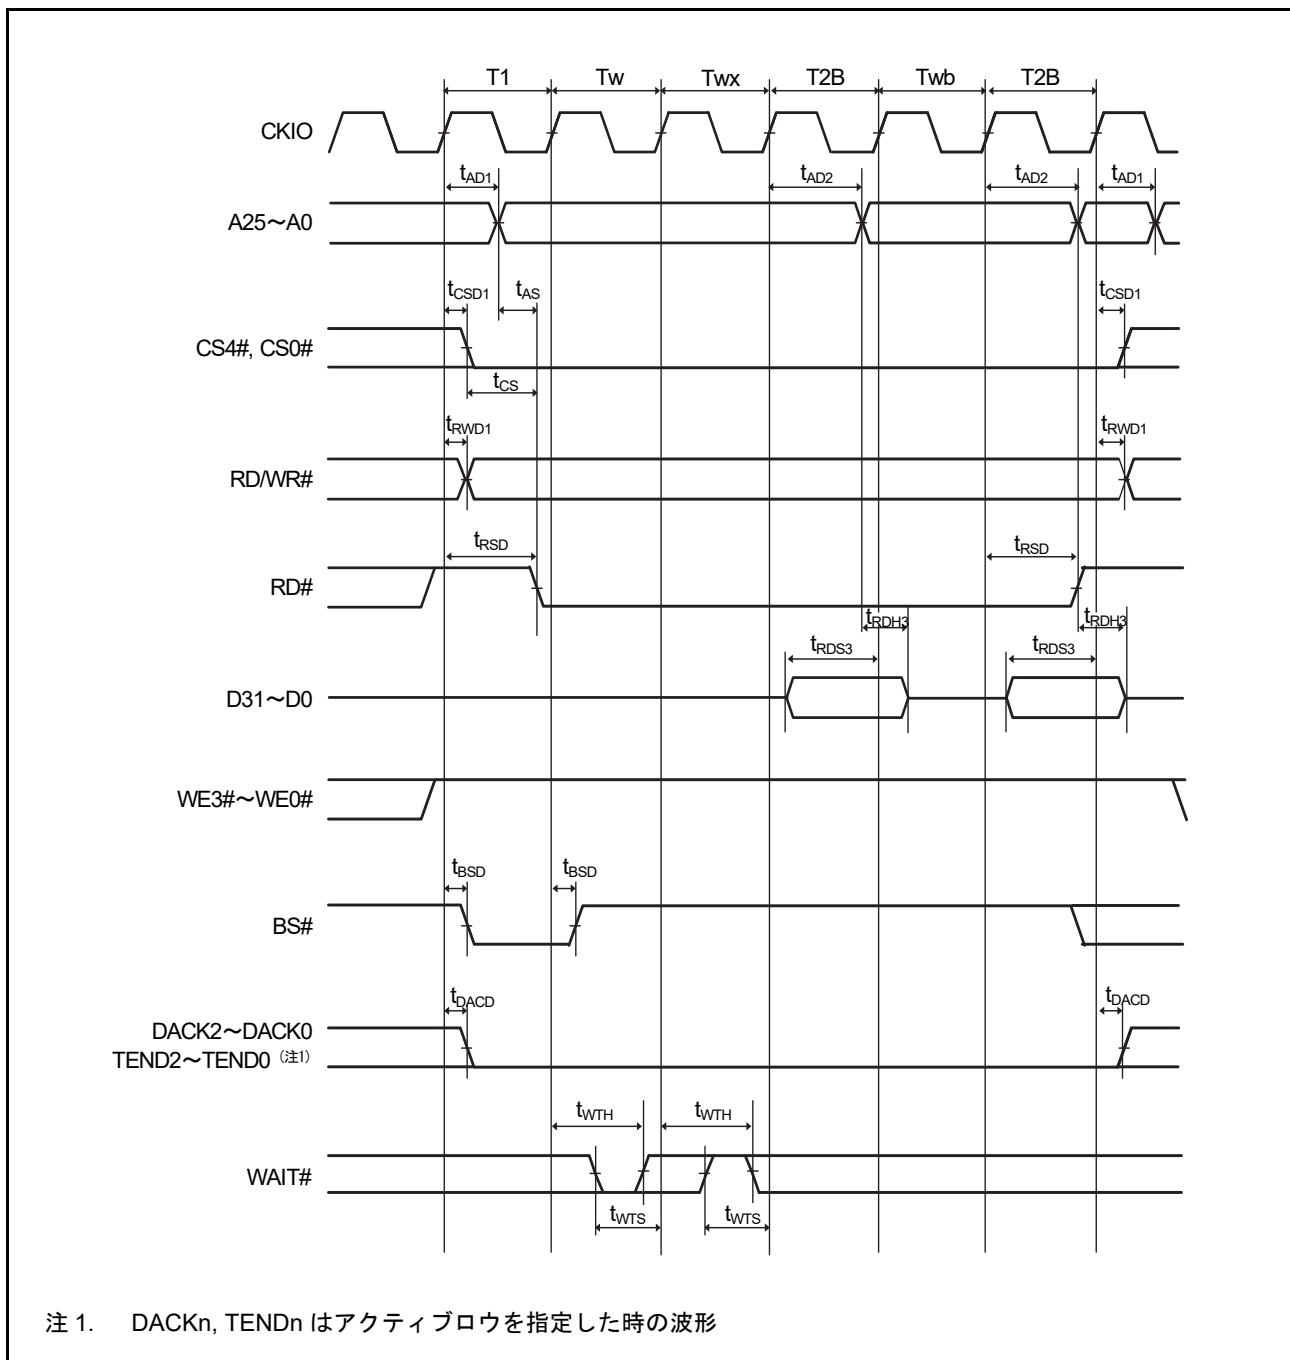 T1 Tw Twx T2B Twb T2B
CKIO
tAD1 tAD2 tAD2 tAD1
A25～A0
tCSD1 tAS tCSD1
CS4#, CS0#
tCS
tRWD1 tRWD1
RD/WR#
tRSD tRSD
RD#
tRDH3 tRDH3
tRDS3 tRDS3
D31～D0
WE3#～WE0#
tBSD tBSD
BS#
tDACD tDACD
DACK2～DACK0
TEND2～TEND0（注1）
tWTH tWTH
WAIT#
tWTS tWTS
注 1. DACKn, TENDn はアクティブロウを指定した時の波形